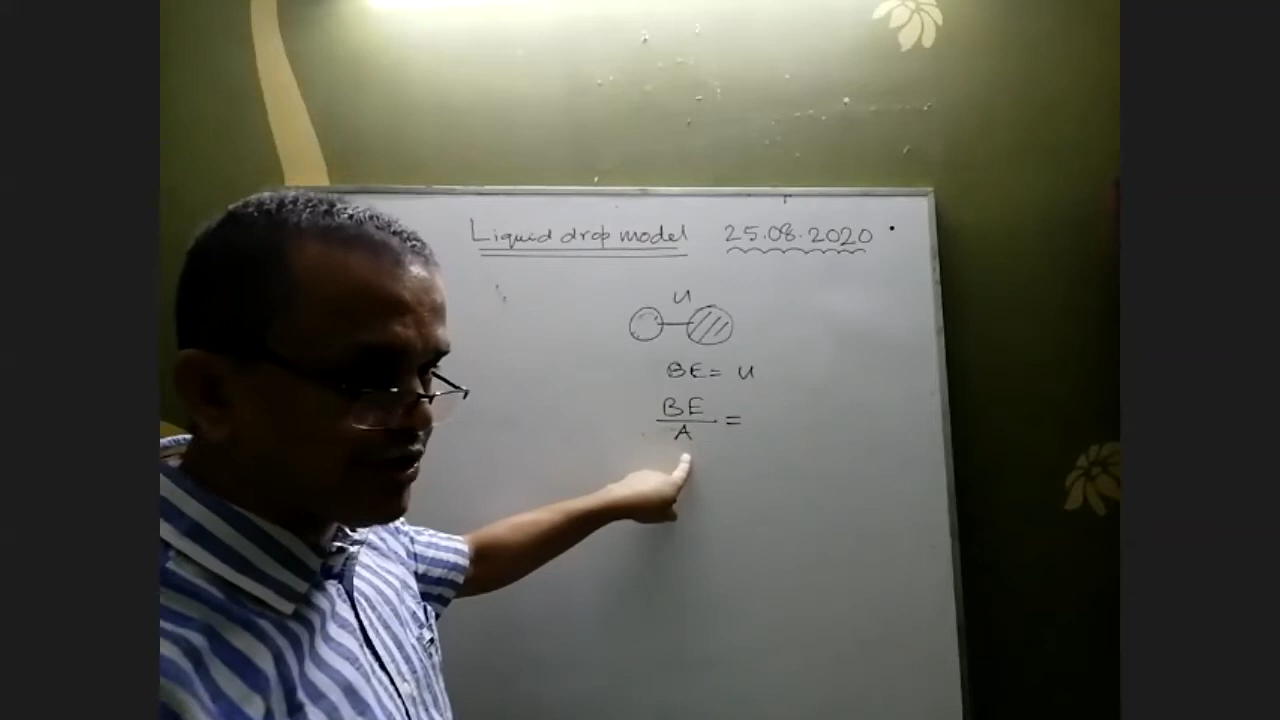 Liquid drop model 25.08.2020
u
BE = u
BE
A =